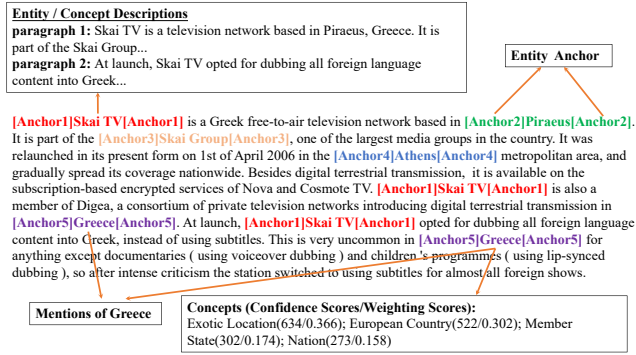 Entity / Concept Descriptions
paragraph 1: Skai TV is a television network based in Piraeus, Greece. It is
part of the Skai Group...
paragraph 2: At launch, Skai TV opted for dubbing all foreign language
content into Greek...
Entity  Anchor
[Anchor1]Skai TV[Anchor1] is a Greek free-to-air television network based in [Anchor2]Piraeus[Anchor2].
It is part of the [Anchor3]Skai Group[Anchor3], one of the largest media groups in the country. It was
relaunched in its present form on 1st of April 2006 in the [Anchor4]Athens[Anchor4] metropolitan area, and
gradually spread its coverage nationwide. Besides digital terrestrial transmission,  it is available on the
subscription-based encrypted services of Nova and Cosmote TV. [Anchor1]Skai TV[Anchor1] is also a
member of Digea, a consortium of private television networks introducing digital terrestrial transmission in
[Anchor5]Greece[Anchor5]. At launch, [Anchor1]Skai TV[Anchor1] opted for dubbing all foreign language
content into Greek, instead of using subtitles. This is very uncommon in [Anchor5]Greece[Anchor5] for
anything except documentaries ( using voiceover dubbing ) and children 's programmes ( using lip-synced
dubbing ), so after intense criticism the station switched to using subtitles for almost all foreign shows.
Mentions of Greece
Concepts (Confidence Scores/Weighting Scores):
Exotic Location(634/0.366); European Country(522/0.302); Member
State(302/0.174); Nation(273/0.158)